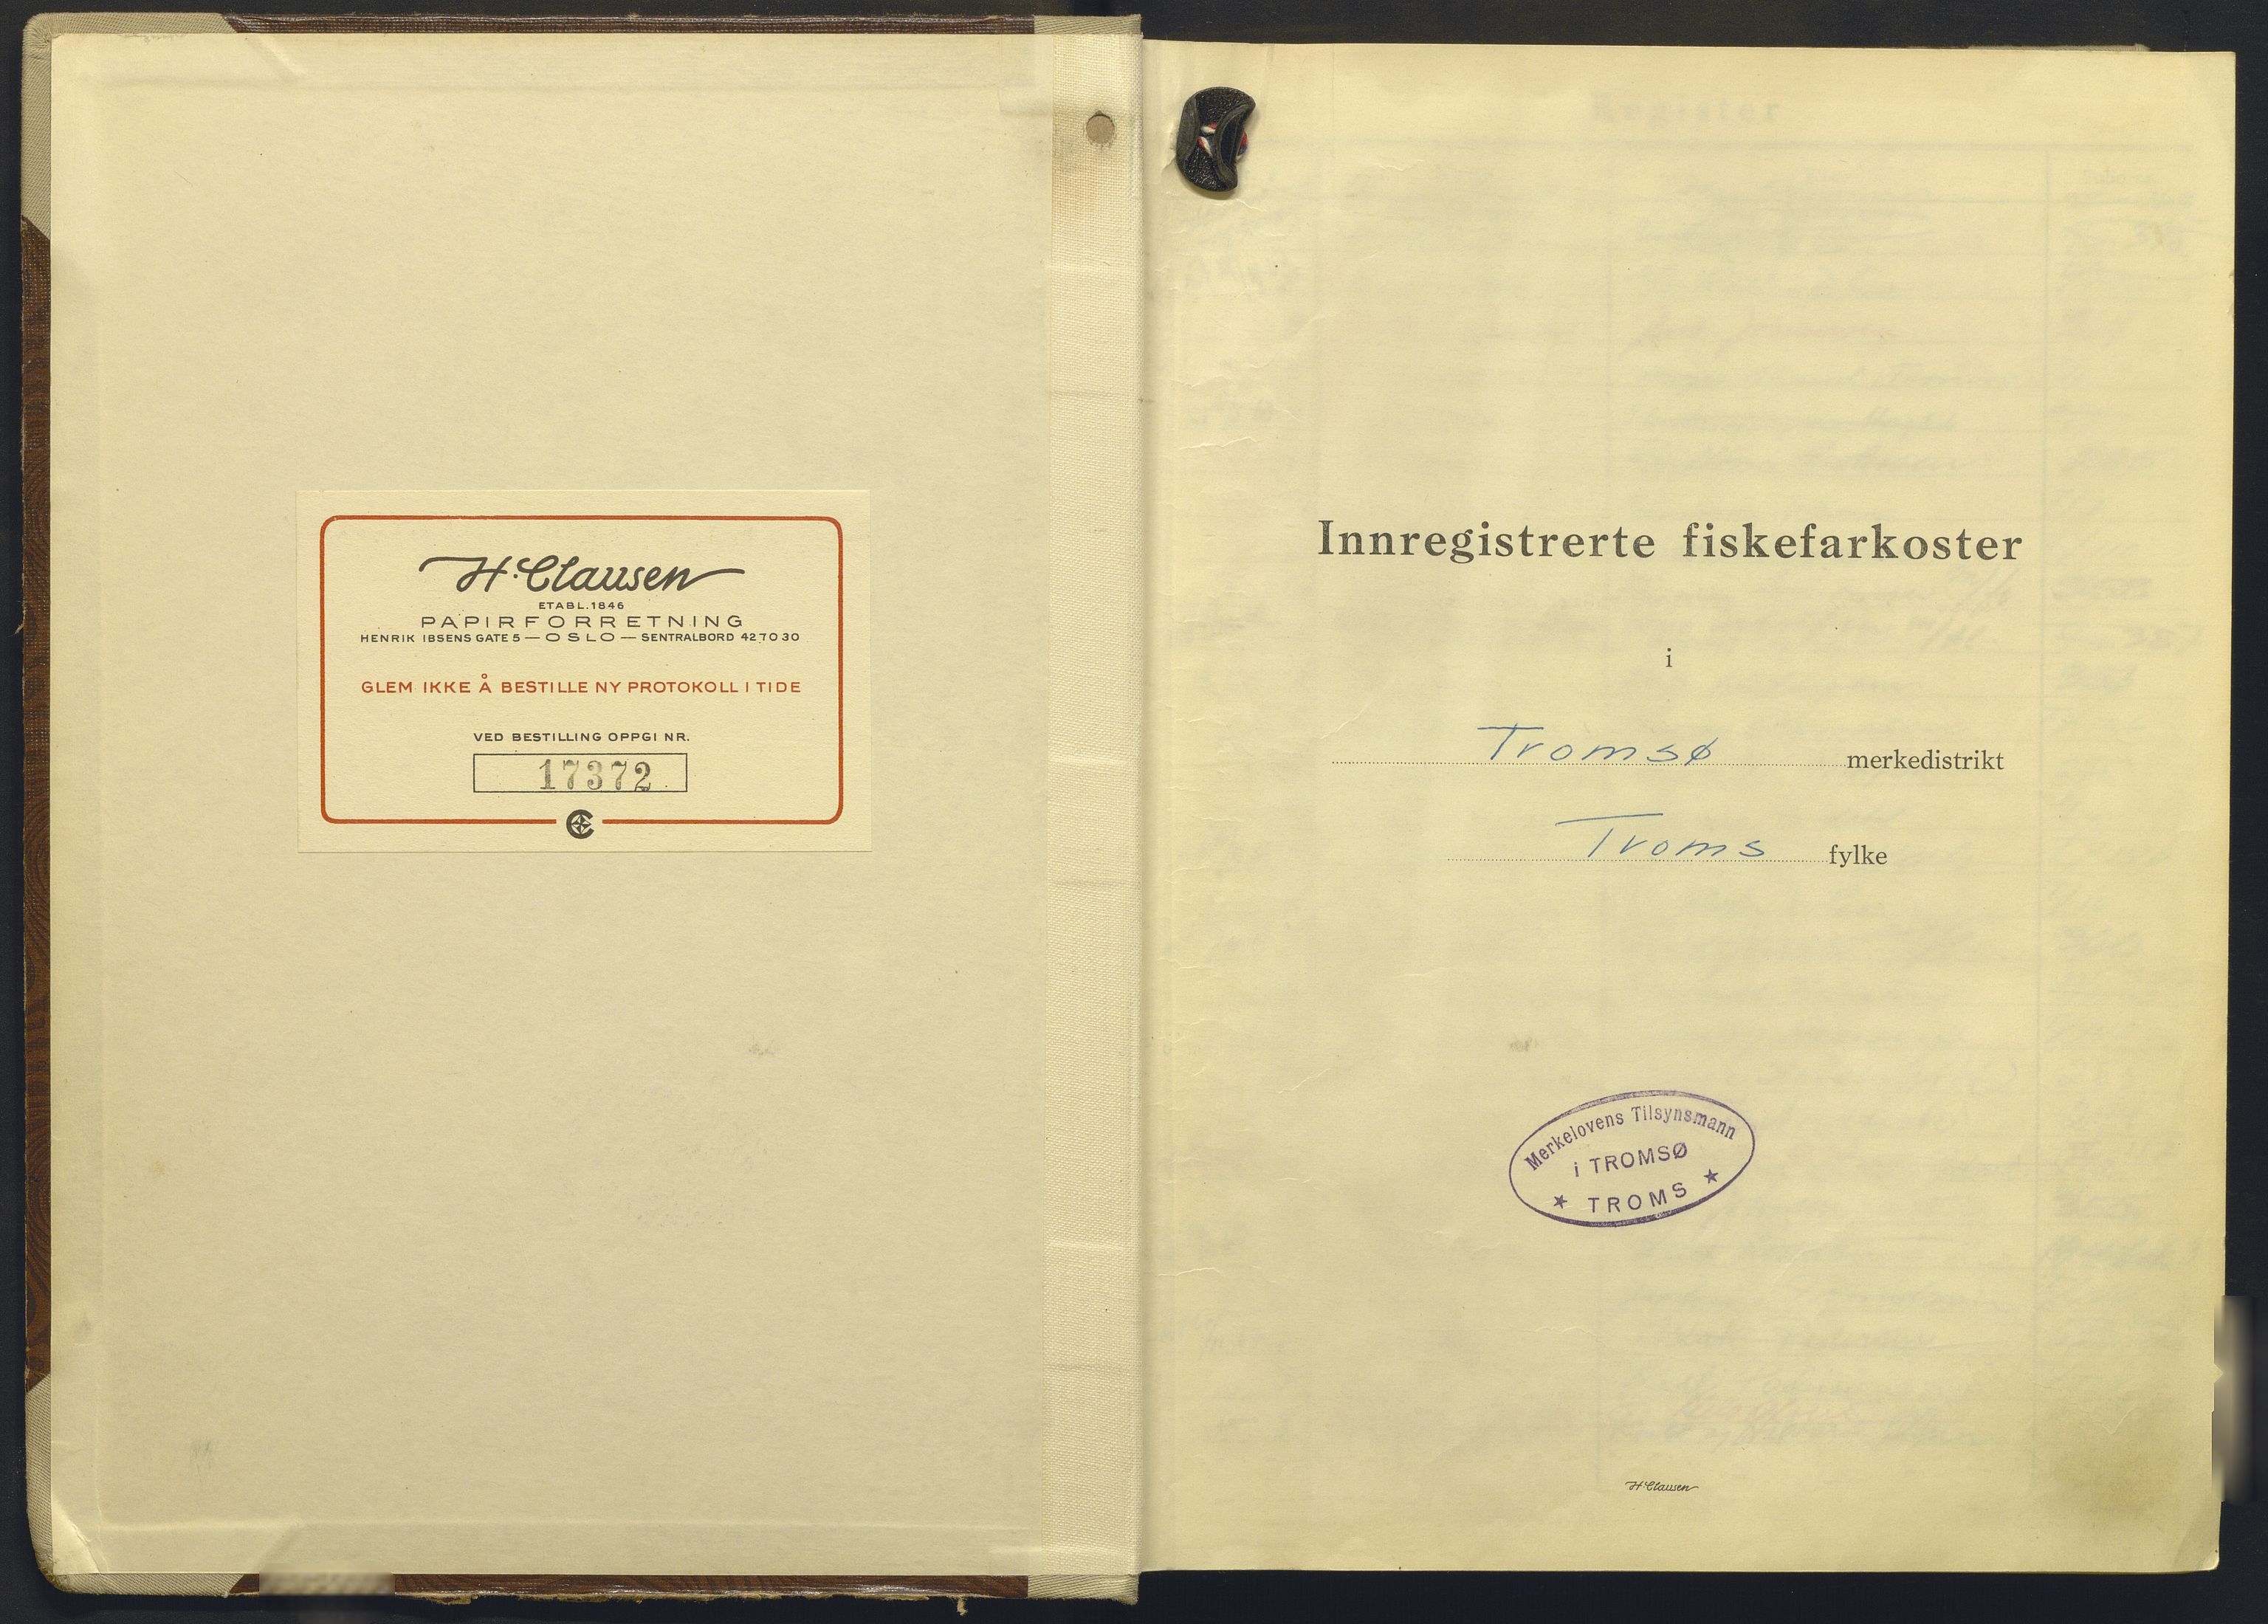 H. Clausen
ETABL. 1846
PAPIRFORRETNING
HENRIK IBSENS GATE 5 — OSLO — SENTRALBORD 42 70 30
GLEM IKKE Å BESTILLE NY PROTOKOLL I TIDE
VED BESTILLING OPPGI NR.
17372
Innregistrerte fiskefarkoster
i
Tromsø merkedistrikt
Troms fylke
Merkelovens Tilsynsmann
i TROMSØ
★ TROMS ★
H. Clausen